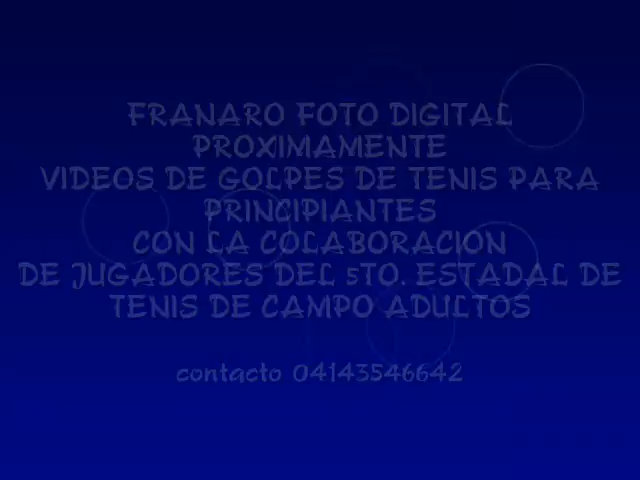 FRANARO FOTO DIGITAL
PROXIMAMENTE
VIDEOS DE GOLPES DE TENIS PARA
PRINCIPIANTES
CON LA COLABORACION
DE JUGADORES DEL 5TO. ESTADAL DE
TENIS DE CAMPO ADULTOS
contacto 04143546642